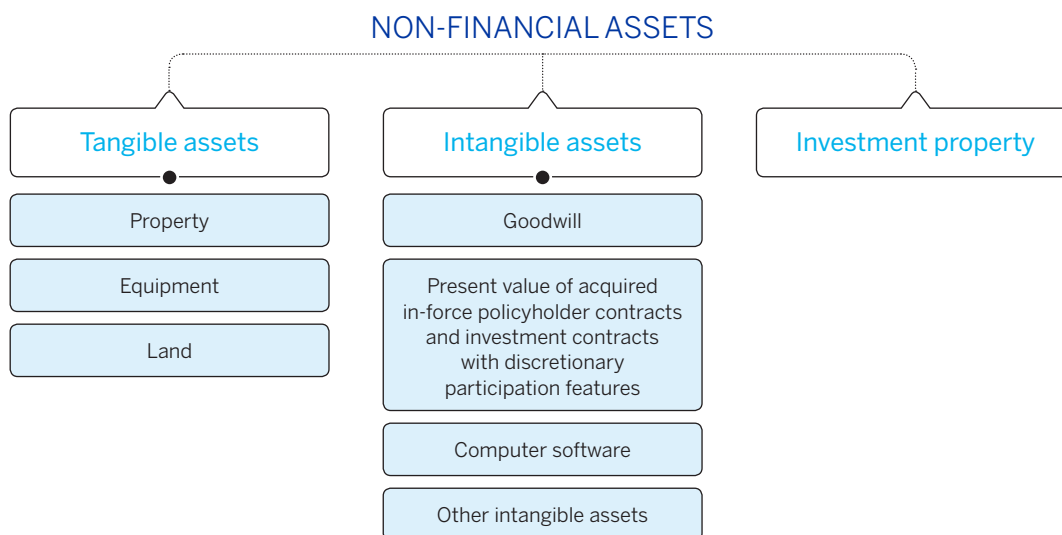 NON-FINANCIAL ASSETS
Tangible assets
Intangible assets
Investment property
Property
Equipment
Land
Goodwill
Present value of acquired
in-force policyholder contracts
and investment contracts
with discretionary
participation features
Computer software
Other intangible assets